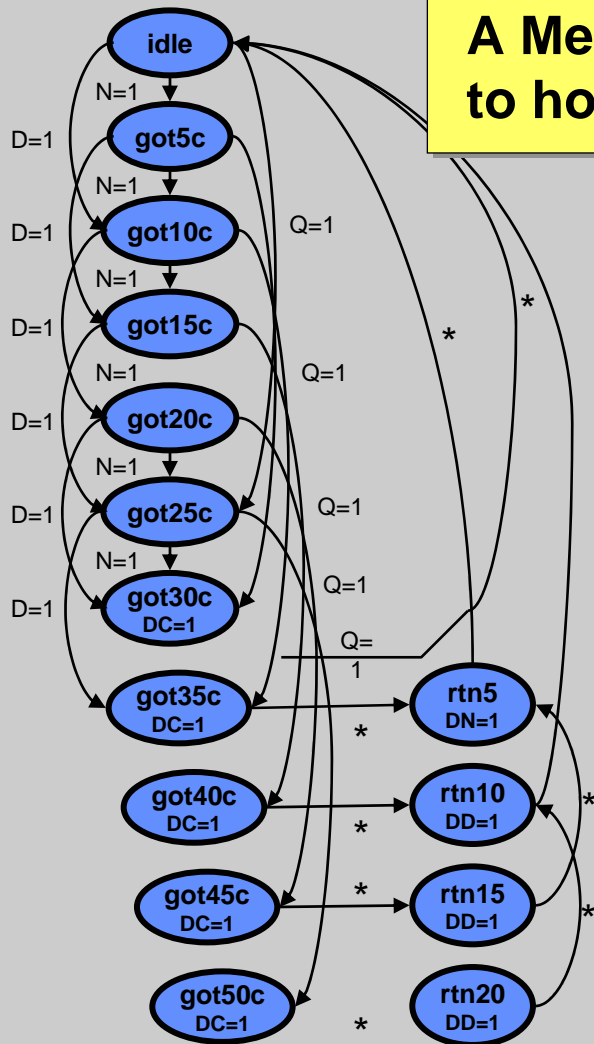 A Me
to ho
idle
N=1
got5c
D=1
N=1
got10c
Q=1
D=1
N=1
got15c
*
*
D=1
N=1
Q=1
got20c
D=1
N=1
got25c
Q=1
D=1
N=1
Q=1
got30c
DC=1
D=1
Q=
1
got35c
DC=1
*
rtn5
DN=1
got40c
DC=1
*
rtn10
DD=1
*
got45c
DC=1
*
rtn15
DD=1
*
got50c
DC=1
*
rtn20
DD=1